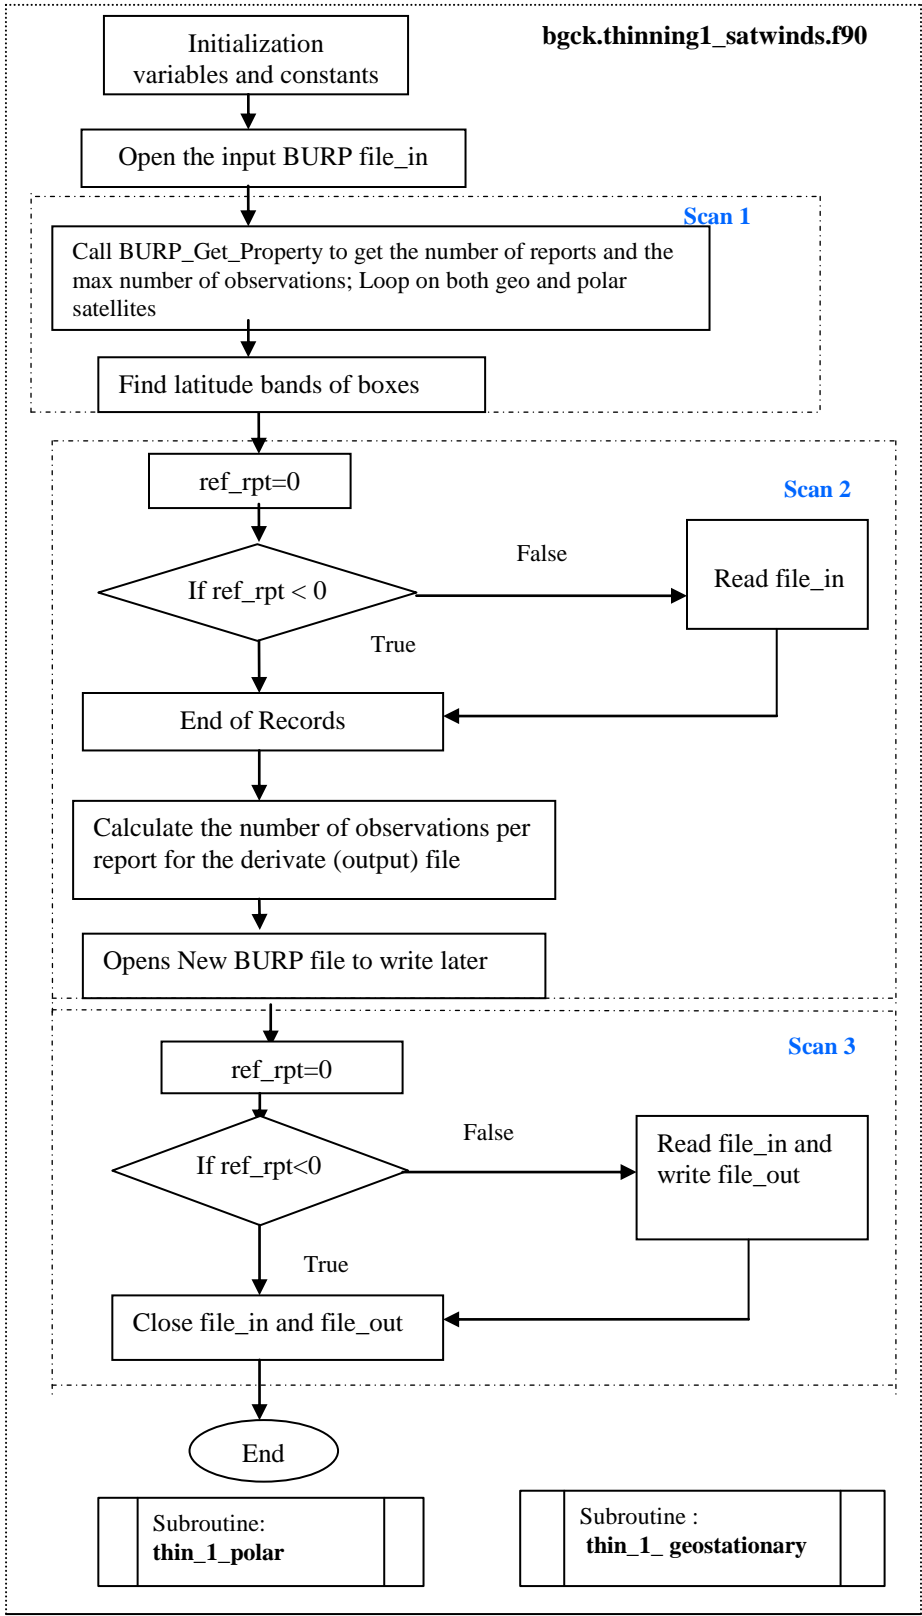 bgck.thinning1_satwinds.f90
Initialization
variables and constants
Open the input BURP file_in
Scan 1
Call BURP_Get_Property to get the number of reports and the
max number of observations; Loop on both geo and polar
satellites
Find latitude bands of boxes
ref_rpt=0
Scan 2
If ref_rpt < 0
False
Read file_in
True
End of Records
Calculate the number of observations per
report for the derivate (output) file
Opens New BURP file to write later
Scan 3
ref_rpt=0
If ref_rpt<0
False
Read file_in and
write file_out
True
Close file_in and file_out
End
Subroutine:
thin_1_polar
Subroutine :
thin_1_ geostationary